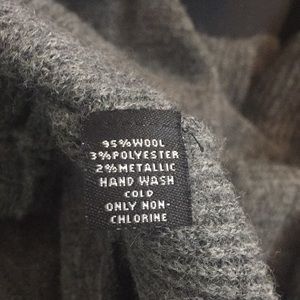 95%WOOL
3%POLYESTER
2%METALLIC
HAND WASH
COLD
ONLY NON-
CHLORINE